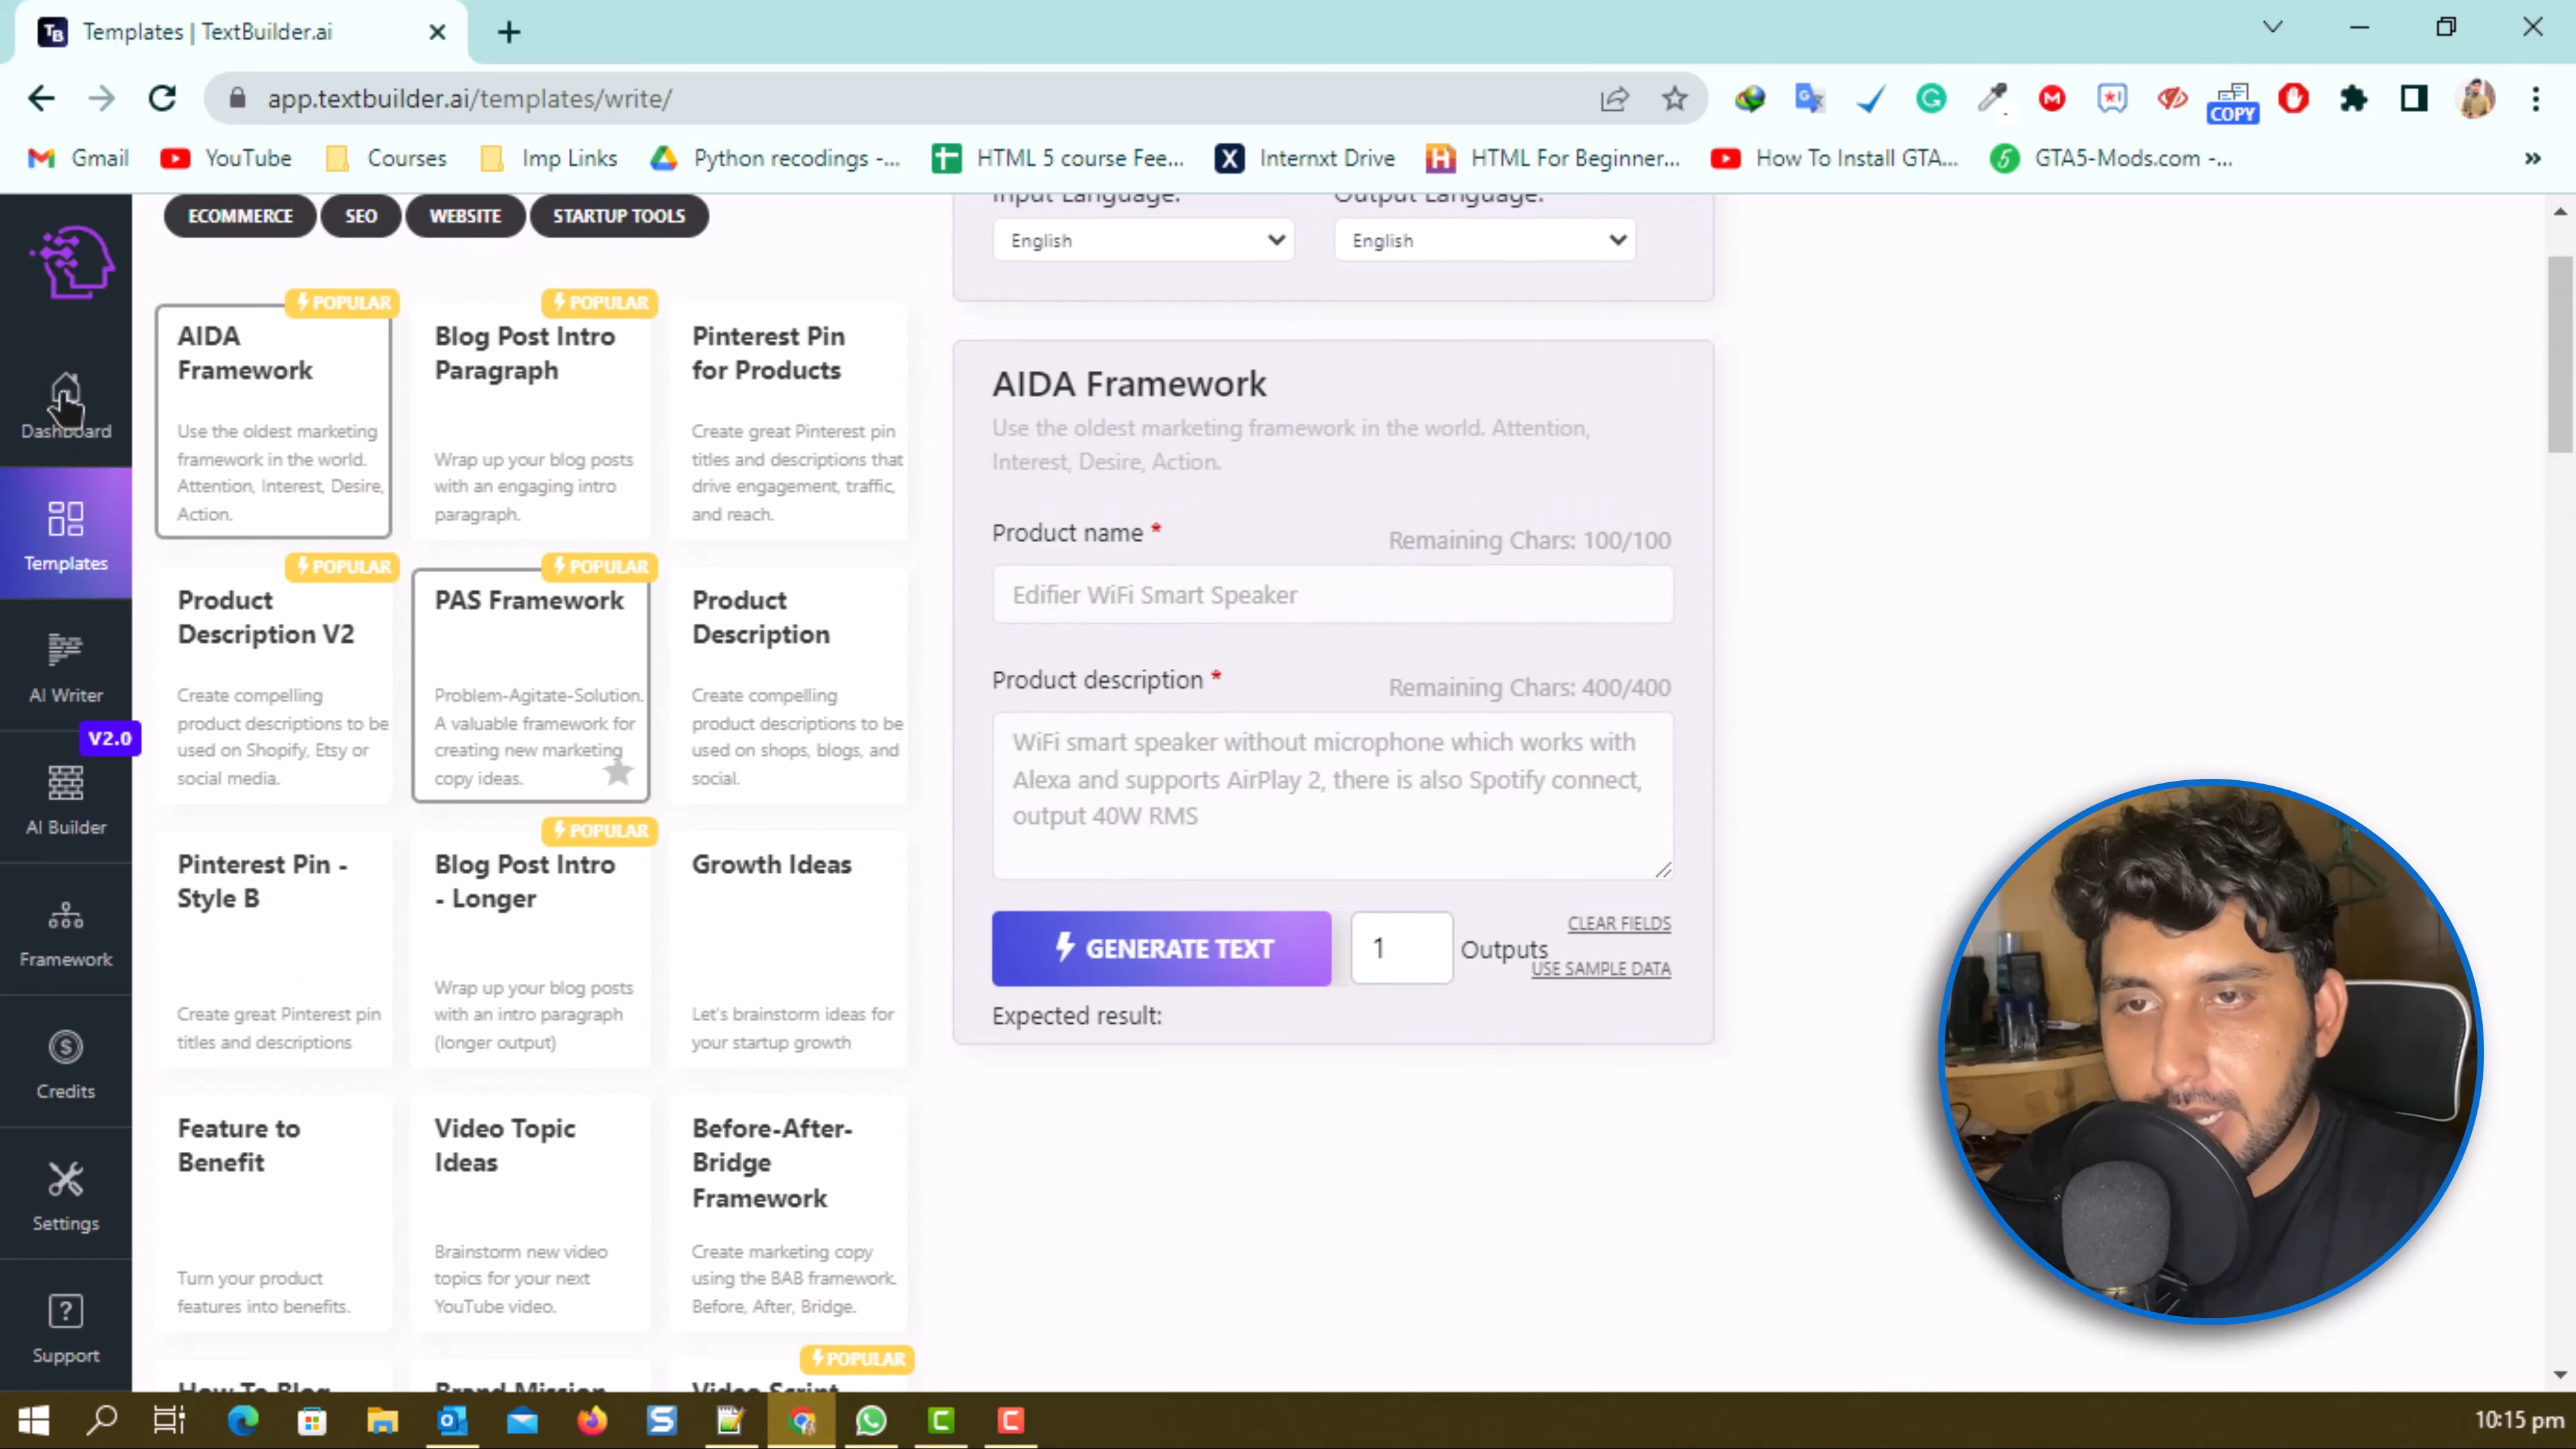 Templates | TextBuilder.ai
app.textbuilder.ai/templates/write/
COPY
Gmail
YouTube
Courses
Imp Links
Python recodings -...
HTML 5 course Fee...
Internxt Drive
HTML For Beginner...
How To Install GTA...
GTA5-Mods.com -...
Dashboard
Templates
AI Writer
V2.0
AI Builder
Framework
Credits
Settings
Support
ECOMMERCE
SEO
WEBSITE
STARTUP TOOLS
POPULAR
AIDA
Framework
Use the oldest marketing
framework in the world.
Attention, Interest, Desire,
Action.
POPULAR
Blog Post Intro
Paragraph
Wrap up your blog posts
with an engaging intro
paragraph.
Pinterest Pin
for Products
Create great Pinterest pin
titles and descriptions that
drive engagement, traffic,
and reach.
POPULAR
Product
Description V2
Create compelling
product descriptions to be
used on Shopify, Etsy or
social media.
POPULAR
PAS Framework
Problem-Agitate-Solution.
A valuable framework for
creating new marketing
copy ideas.
Product
Description
Create compelling
product descriptions to be
used on shops, blogs, and
social.
Pinterest Pin -
Style B
Create great Pinterest pin
titles and descriptions
POPULAR
Blog Post Intro
- Longer
Wrap up your blog posts
with an intro paragraph
(longer output)
Growth Ideas
Let's brainstorm ideas for
your startup growth
Feature to
Benefit
Turn your product
features into benefits.
Video Topic
Ideas
Brainstorm new video
topics for your next
YouTube video.
Before-After-
Bridge
Framework
Create marketing copy
using the BAB framework.
Before, After, Bridge.
How To Blog
Brand Mission
POPULAR
Video Script
Input Language:
English
Output Language:
English
AIDA Framework
Use the oldest marketing framework in the world. Attention,
Interest, Desire, Action.
Product name *
Remaining Chars: 100/100
Edifier WiFi Smart Speaker
Product description *
Remaining Chars: 400/400
WiFi smart speaker without microphone which works with
Alexa and supports AirPlay 2, there is also Spotify connect,
output 40W RMS
GENERATE TEXT
1
Outputs
CLEAR FIELDS
USE SAMPLE DATA
Expected result:
10:15 pm